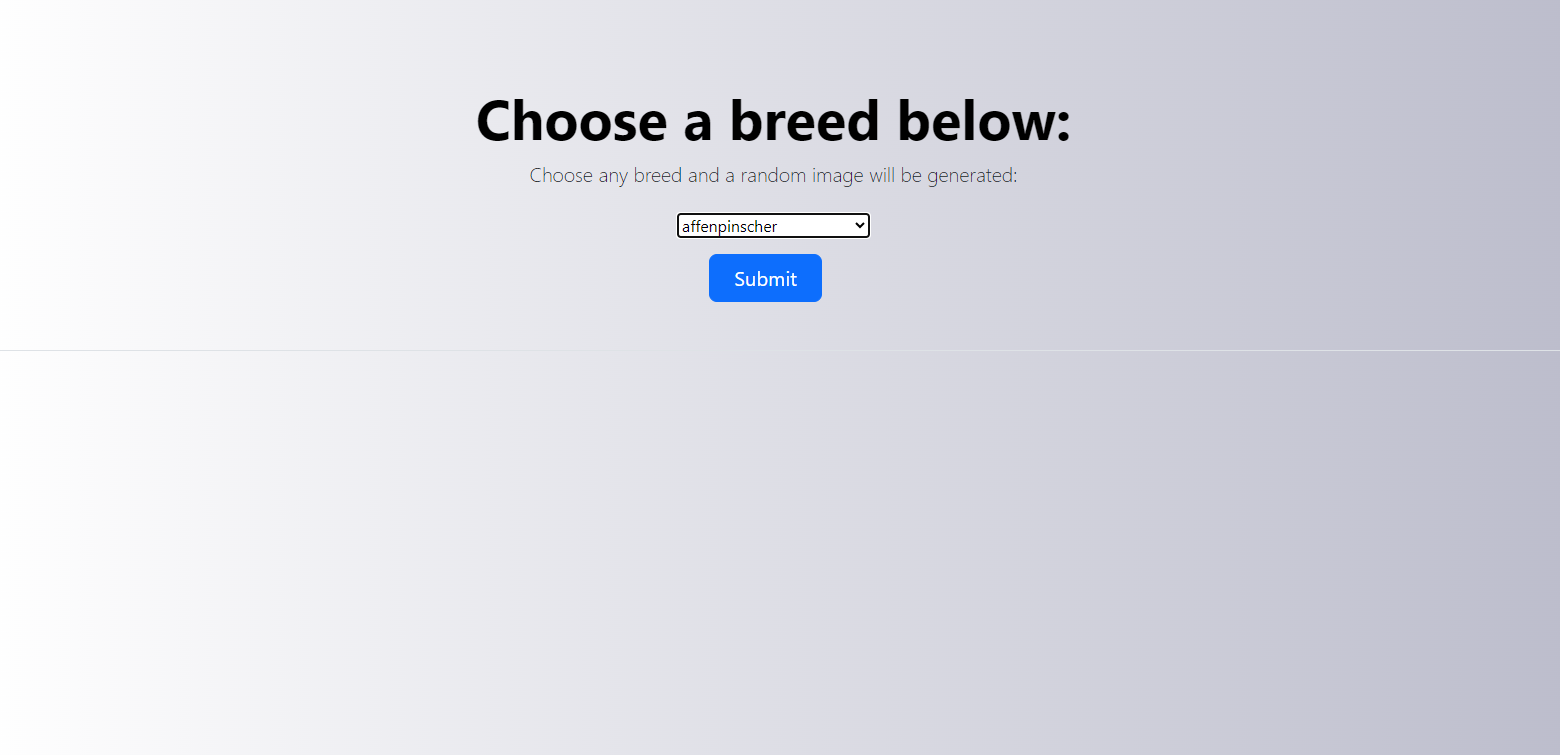 Choose a breed below:
Choose any breed and a random image will be generated:
affenpinscher
Submit